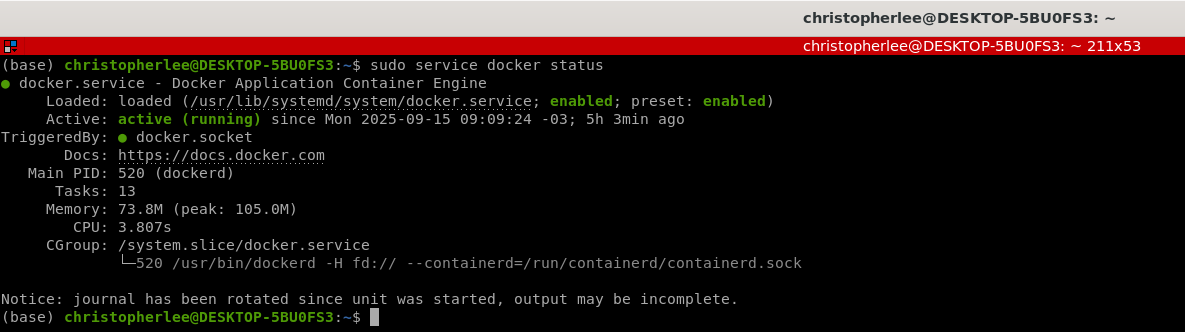 christopherlee@DESKTOP-5BU0FS3: ~
christopherlee@DESKTOP-5BU0FS3: ~ 211x53
(base) christopherlee@DESKTOP-5BU0FS3:~$ sudo service docker status
● docker.service - Docker Application Container Engine
     Loaded: loaded (/usr/lib/systemd/system/docker.service; enabled; preset: enabled)
     Active: active (running) since Mon 2025-09-15 09:09:24 -03; 5h 3min ago
TriggeredBy: ● docker.socket
       Docs: https://docs.docker.com
   Main PID: 520 (dockerd)
      Tasks: 13
     Memory: 73.8M (peak: 105.0M)
        CPU: 3.807s
     CGroup: /system.slice/docker.service
             └─520 /usr/bin/dockerd -H fd:// --containerd=/run/containerd/containerd.sock
Notice: journal has been rotated since unit was started, output may be incomplete.
(base) christopherlee@DESKTOP-5BU0FS3:~$